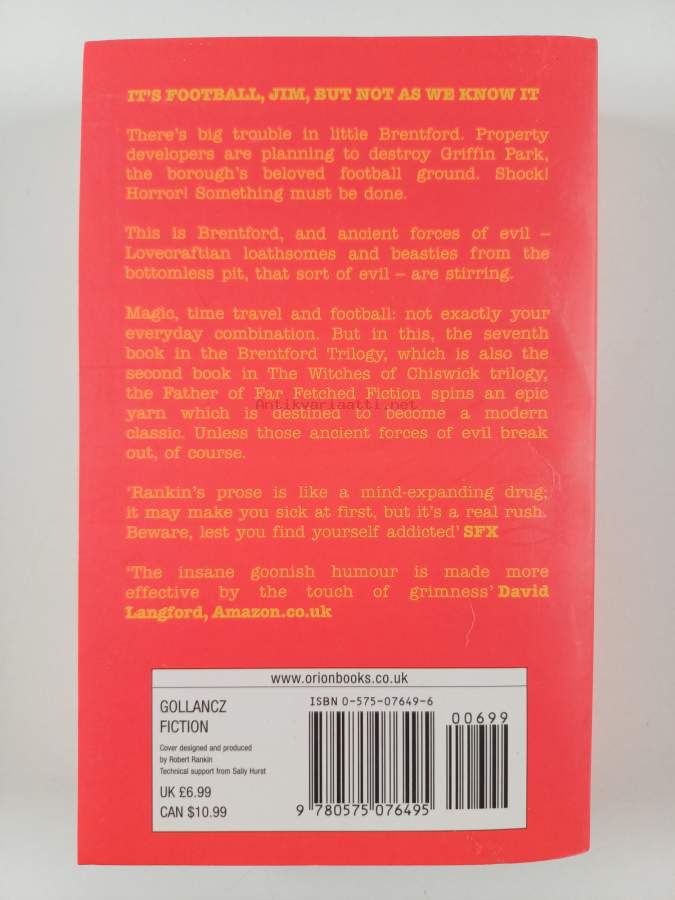 IT'S FOOTBALL, JIM, BUT NOT AS WE KNOW IT
There's big trouble in little Brentford. Property
developers are planning to destroy Griffin Park,
the borough's beloved football ground. Shock!
Horror! Something must be done.
This is Brentford, and ancient forces of evil –
Lovecraftian loathsomes and beasties from the
bottomless pit, that sort of evil – are stirring.
Magic, time travel and football: not exactly your
everyday combination. But in this, the seventh
book in the Brentford Trilogy, which is also the
second book in The Witches of Chiswick trilogy,
the Father of Far Fetched Fiction spins an epic
Antikvariaatti.net
yarn which is destined to become a modern
classic. Unless those ancient forces of evil break
out, of course.
'Rankin's prose is like a mind-expanding drug;
it may make you sick at first, but it's a real rush.
Beware, lest you find yourself addicted' SFX
'The insane goonish humour is made more
effective by the touch of grimness' David
Langford, Amazon.co.uk
www.orionbooks.co.uk
GOLLANCZ
FICTION
Cover designed and produced
by Robert Rankin
Technical support from Sally Hurst
UK £6.99
CAN $10.99
ISBN 0-575-07649-6
00699
9 780575 076495